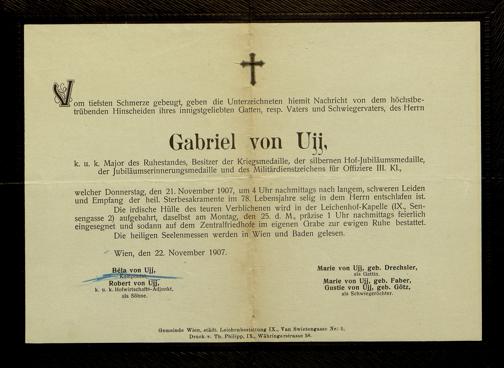 Vom tiefsten Schmerze gebeugt, geben die Unterzeichneten hiemit Nachricht von dem höchstbe-
trübenden Hinscheiden ihres innigstgeliebten Gatten, resp. Vaters und Schwiegervaters, des Herrn
Gabriel von Ujj,
k. u. k. Major des Ruhestandes, Besitzer der Kriegsmedaille, der silbernen Hof-Jubiläumsmedaille,
der Jubiläumserinnerungsmedaille und des Militärdienstzeichens für Offiziere III. Kl.,
welcher Donnerstag, den 21. November 1907, um 4 Uhr nachmittags nach langem, schweren Leiden
und Empfang der heil. Sterbesakramente im 78. Lebensjahre selig in dem Herrn entschlafen ist.
Die irdische Hülle des teuren Verblichenen wird in der Leichenhof-Kapelle (IX., Sen-
sengasse 2) aufgebahrt, daselbst am Montag, den 25. d. M., präzise 1 Uhr nachmittags feierlich
eingesegnet und sodann auf dem Zentralfriedhofe im eigenen Grabe zur ewigen Ruhe bestattet.
Die heiligen Seelenmessen werden in Wien und Baden gelesen.
Wien, den 22. November 1907.
Béla von Ujj,
Komponist,
Robert von Ujj,
k. u. k. Hofwirtschafts-Adjunkt,
als Söhne.
Marie von Ujj, geb. Drechsler,
als Gattin.
Marie von Ujj, geb. Faber,
Gustie von Ujj, geb. Götz,
als Schwiegertöchter.
Gemeinde Wien, städt. Leichenbestattung IX., Van Swietengasse Nr.
Druck v. Th. Philipp, IX., Währingerstrasse